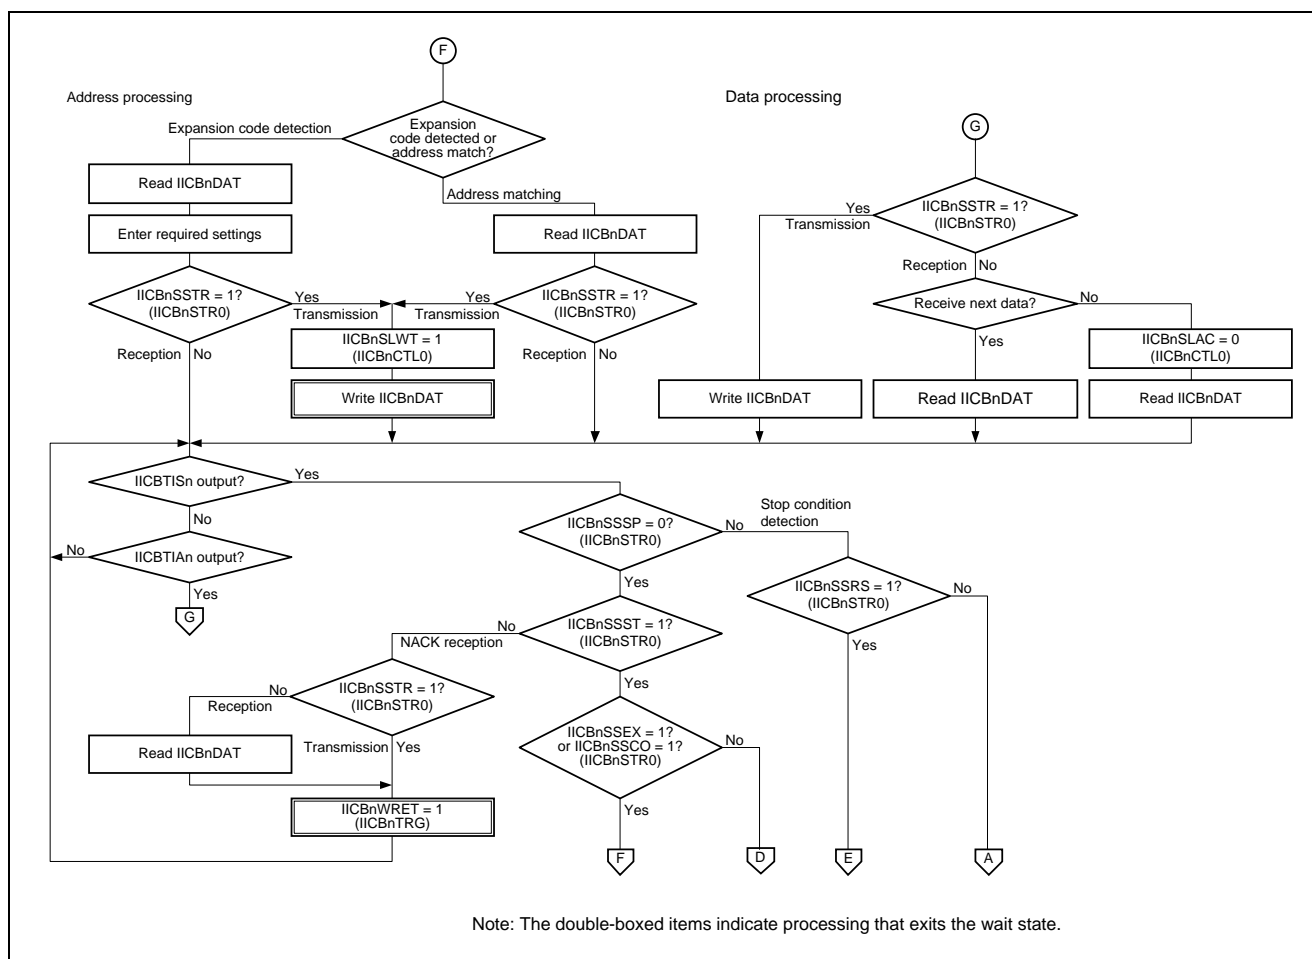 F
Address processing
Data processing
Expansion code detection
Expansion
code detected or
address match?
G
Read IICBnDAT
Address matching
Enter required settings
Read IICBnDAT
Yes
Transmission
IICBnSSTR = 1?
(IICBnSTR0)
Reception
No
IICBnSSTR = 1?
(IICBnSTR0)
Yes
Transmission
Yes
Transmission
IICBnSSTR = 1?
(IICBnSTR0)
Receive next data?
No
Reception
No
IICBnSLWT = 1
(IICBnCTL0)
Reception
No
Yes
IICBnSLAC = 0
(IICBnCTL0)
Write IICBnDAT
Write IICBnDAT
Read IICBnDAT
Read IICBnDAT
IICBTISn output?
Yes
No
IICBnSSSP = 0?
(IICBnSTR0)
No
Stop condition
detection
No
IICBTIAn output?
Yes
Yes
G
IICBnSSRS = 1?
(IICBnSTR0)
No
No
NACK reception
IICBnSSST = 1?
(IICBnSTR0)
Yes
No
Reception
IICBnSSTR = 1?
(IICBnSTR0)
Yes
Read IICBnDAT
Transmission
Yes
IICBnSSEX = 1?
or IICBnSSCO = 1?
(IICBnSTR0)
No
IICBnWRET = 1
(IICBnTRG)
Yes
F
D
E
A
Note: The double-boxed items indicate processing that exits the wait state.